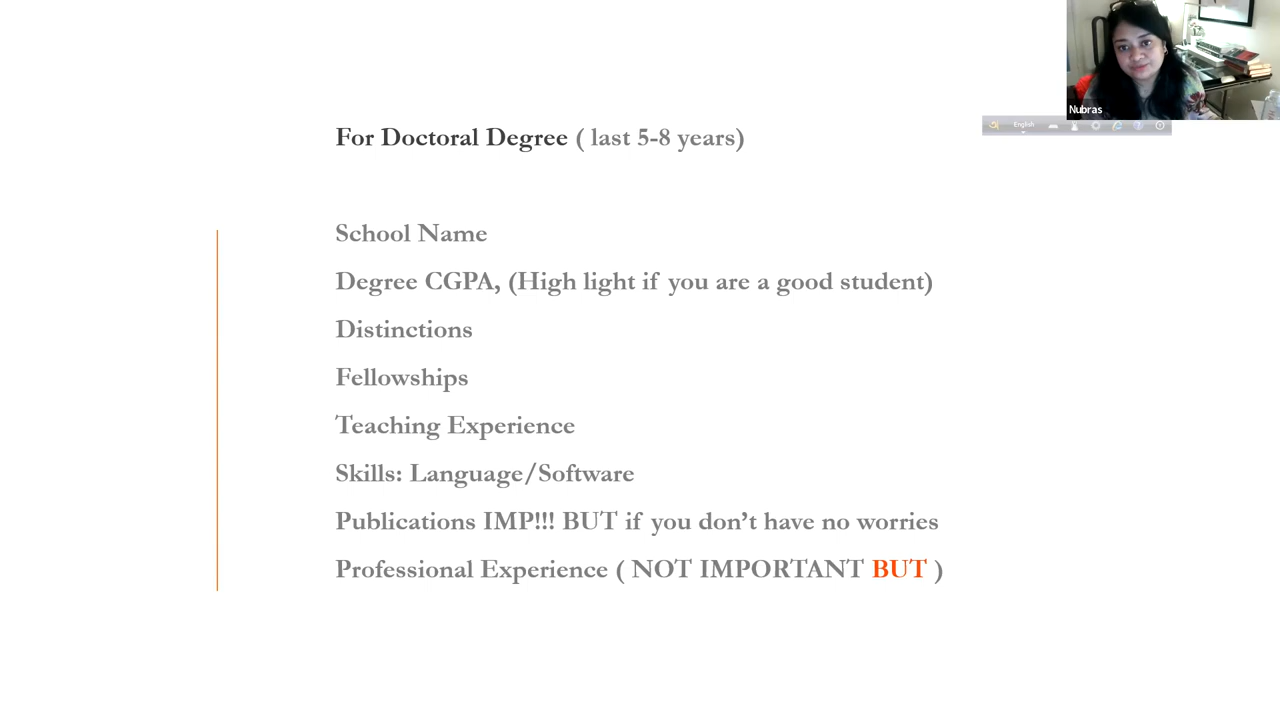 Nubras
English
For Doctoral Degree ( last 5-8 years)
School Name
Degree CGPA, (High light if you are a good student)
Distinctions
Fellowships
Teaching Experience
Skills: Language/Software
Publications IMP!!! BUT if you don’t have no worries
Professional Experience ( NOT IMPORTANT BUT )